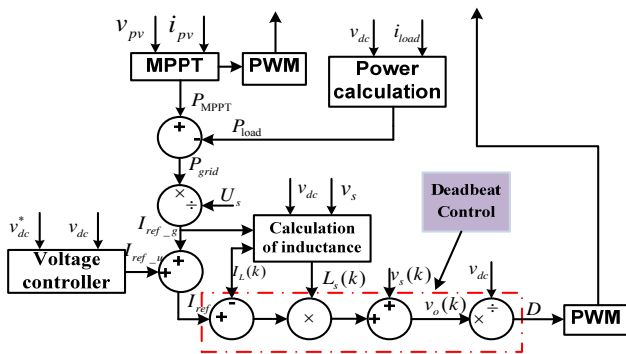 v_pv i_pv
v_dc i_load
MPPT
PWM
Power calculation
P_MPPT
+
-
P_load
P_grid
× ÷
U_s
v_dc v_s
Deadbeat Control
v*_dc v_dc
I_ref_g
Calculation of inductance
Voltage controller
I_ref_u
+ +
I_L(k)
L_s(k)
v_s(k)
v_dc
I_ref
- +
×
+ +
v_o(k)
÷ ×
D
PWM